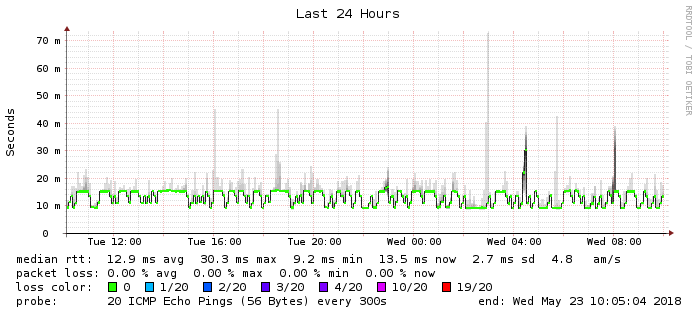 Last 24 Hours
RRDTOOL / TOBI OETIKER
Seconds
70 m
60 m
50 m
40 m
30 m
20 m
10 m
0
Tue 12:00 Tue 16:00 Tue 20:00 Wed 00:00 Wed 04:00 Wed 08:00
median rtt: 12.9 ms avg 30.3 ms max 9.2 ms min 13.5 ms now 2.7 ms sd 4.8 am/s
packet loss: 0.00 % avg 0.00 % max 0.00 % min 0.00 % now
loss color: 0 1/20 2/20 3/20 4/20 10/20 19/20
probe: 20 ICMP Echo Pings (56 Bytes) every 300s end: Wed May 23 10:05:04 2018